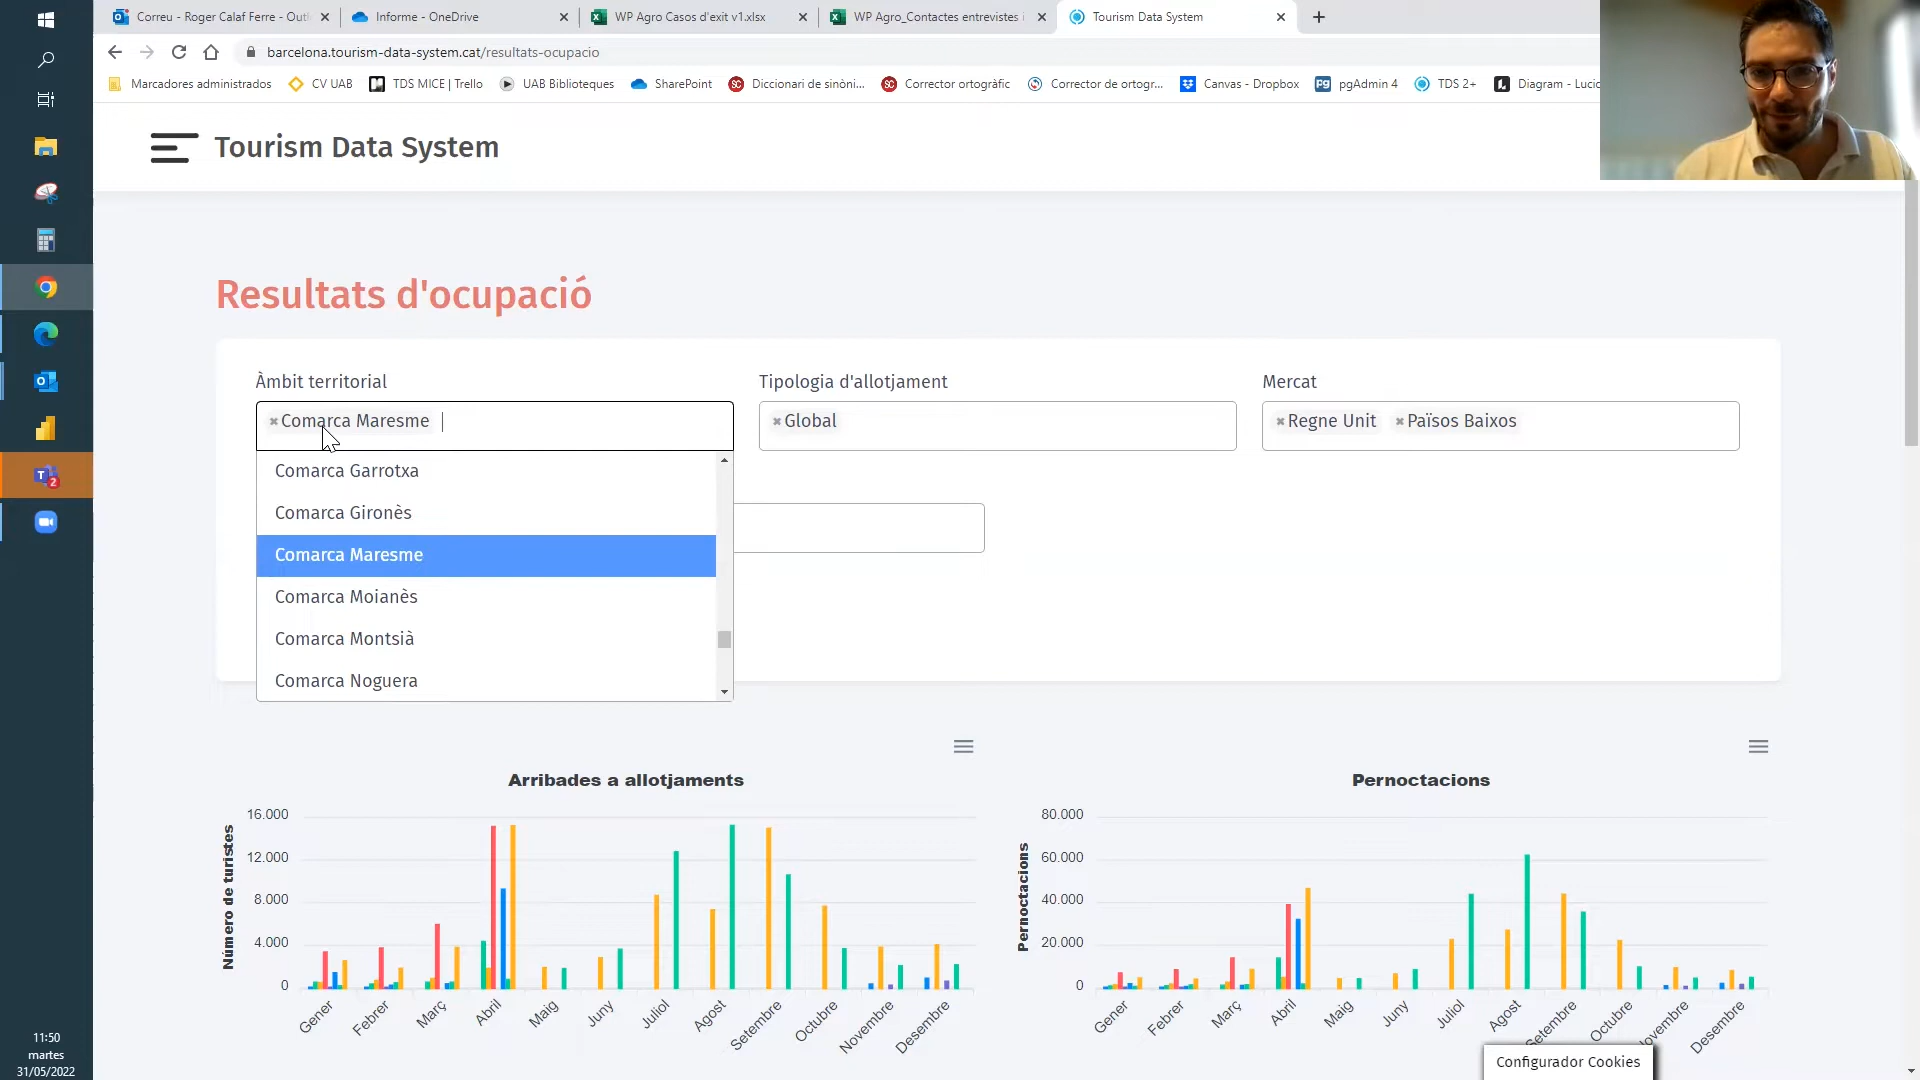 Correu - Roger Calaf Ferre - Outl
Informe - OneDrive
WP Agro Casos d'exit v1.xlsx
WP Agro_Contactes entrevistes i
Tourism Data System
barcelona.tourism-data-system.cat/resultats-ocupacio
Marcadores administrados
CV UAB
TDS MICE | Trello
UAB Biblioteques
SharePoint
Diccionari de sinòni...
Corrector ortogràfic
Corrector de ortogr...
Canvas - Dropbox
pgAdmin 4
TDS 2+
Diagram - Lucic
Tourism Data System
Resultats d'ocupació
Àmbit territorial
Tipologia d'allotjament
Mercat
×Comarca Maresme
×Global
×Regne Unit ×Països Baixos
Comarca Garrotxa
Comarca Gironès
Comarca Maresme
Comarca Moianès
Comarca Montsià
Comarca Noguera
Arribades a allotjaments
Número de turistes
16.000
12.000
8.000
4.000
0
Gener
Febrer
Març
Abril
Maig
Juny
Juliol
Agost
Setembre
Octubre
Novembre
Desembre
Pernoctacions
Pernoctacions
80.000
60.000
40.000
20.000
0
Gener
Febrer
Març
Abril
Maig
Juny
Juliol
Agost
Setembre
Octubre
Novembre
Desembre
Configurador Cookies
2
11:50
martes
31/05/2022